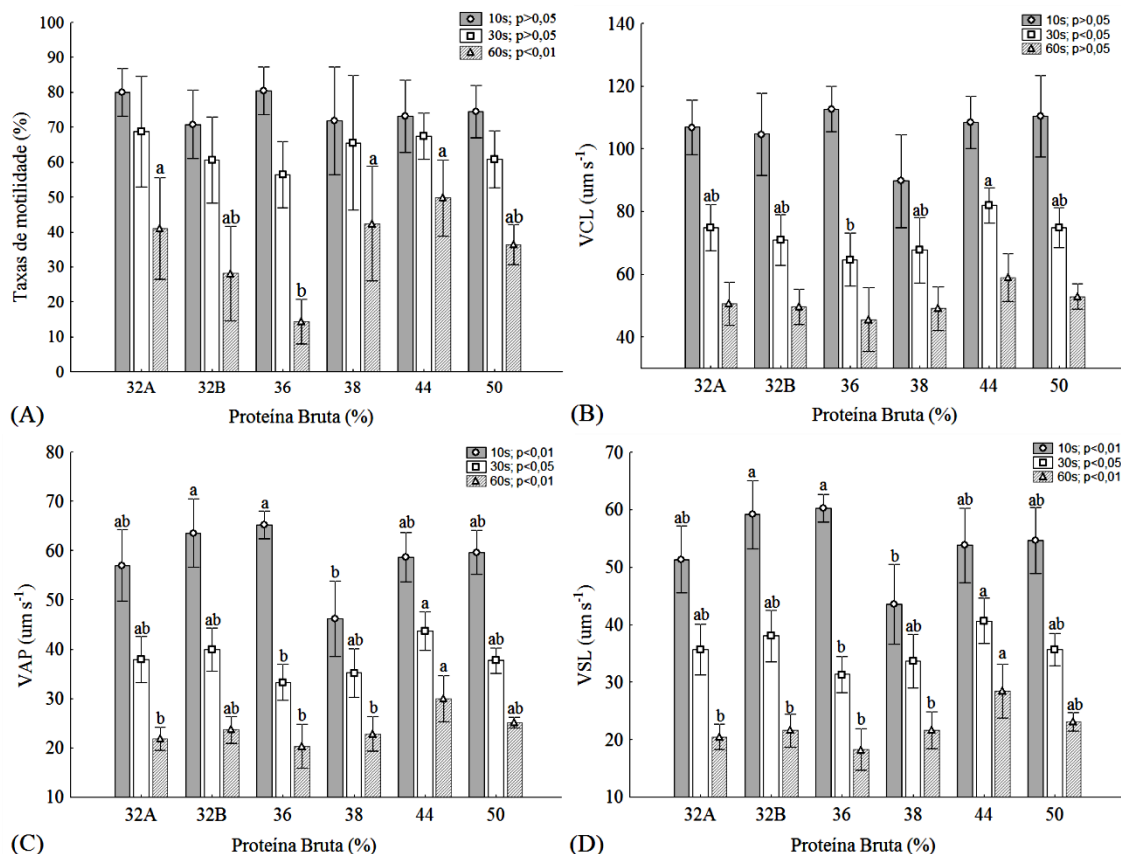 100
90
80
70
60
50
40
30
20
10
0
Taxas de motilidade (%)
10s; p>0,05
30s; p>0,05
60s; p<0,01
a
ab
b
a
a
ab
32A 32B 36 38 44 50
(A) Proteína Bruta (%)
140
120
100
80
60
40
VCL (um s-1)
10s; p>0,05
30s; p<0,05
60s; p>0,05
ab ab b ab a ab
32A 32B 36 38 44 50
(B) Proteína Bruta (%)
80
70
60
50
40
30
20
10
VAP (um s-1)
10s; p<0,01
30s; p<0,05
60s; p<0,01
ab a a b ab ab
ab ab b ab a ab
b ab b b a ab
32A 32B 36 38 44 50
(C) Proteína Bruta (%)
70
60
50
40
30
20
10
VSL (um s-1)
10s; p<0,01
30s; p<0,05
60s; p<0,01
ab a a b ab ab
ab ab b ab a ab
b b b b a ab
32A 32B 36 38 44 50
(D) Proteína Bruta (%)